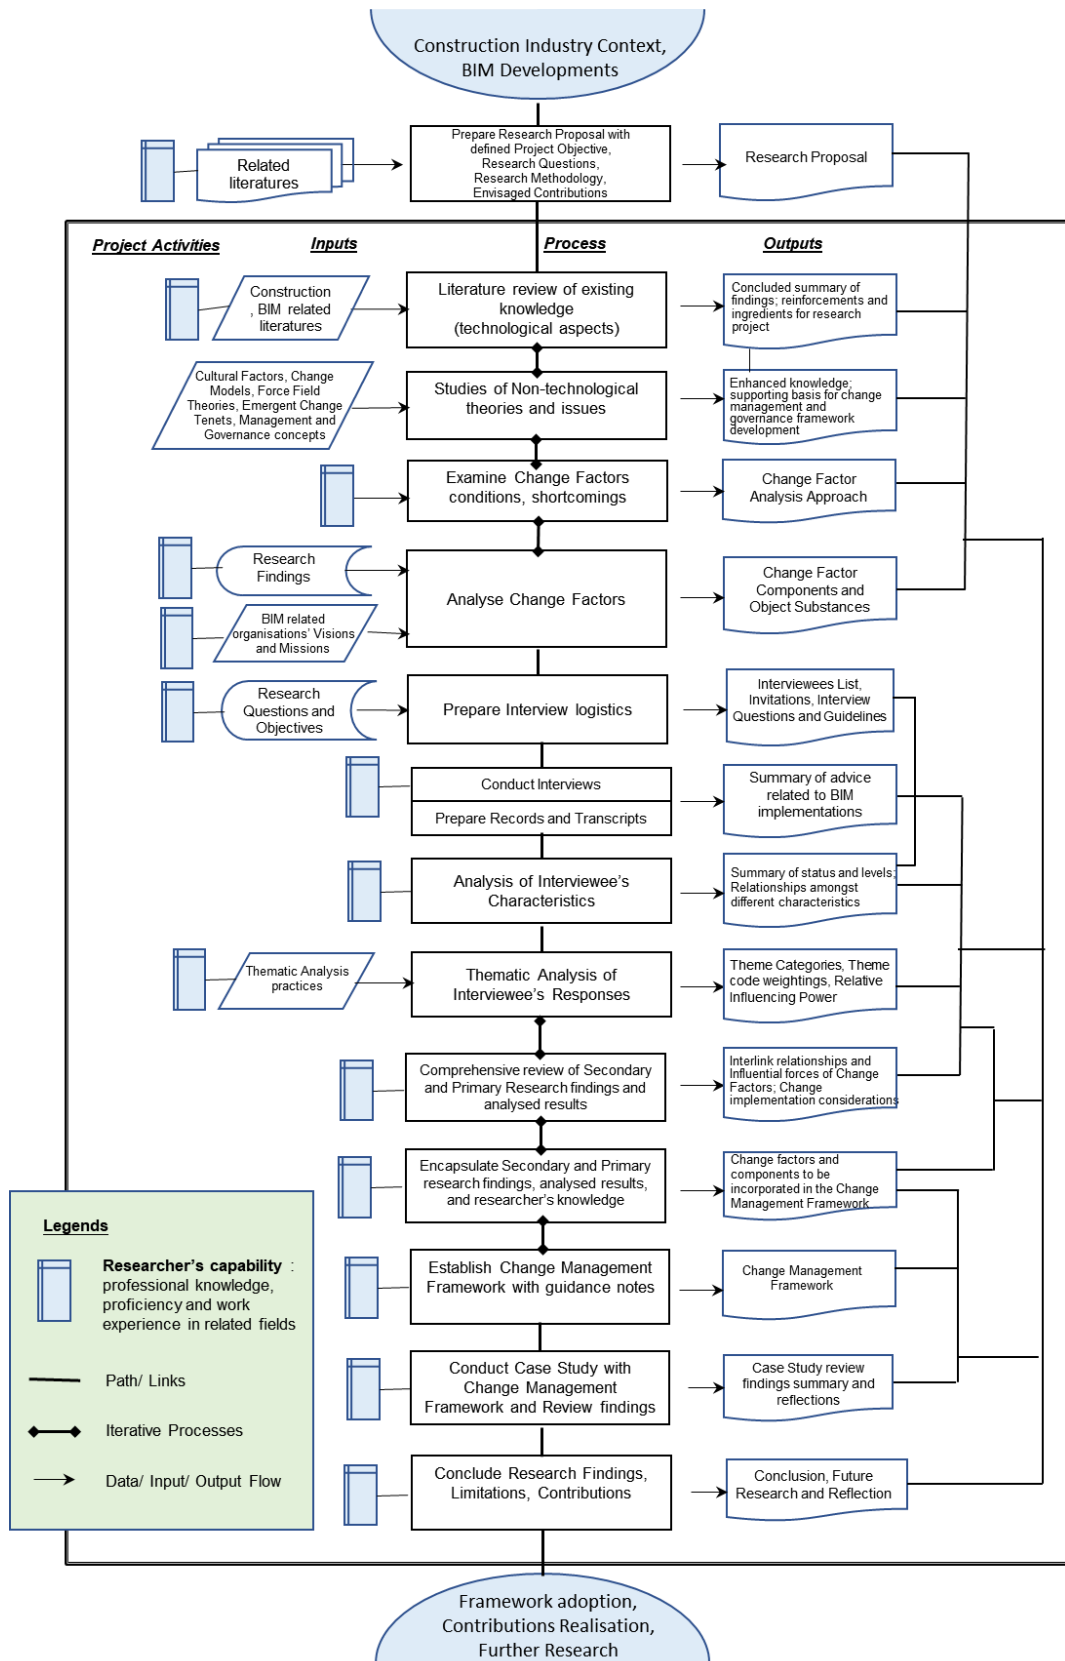 Construction Industry Context,
BIM Developments
Related
literatures
Prepare Research Proposal with
defined Project Objective,
Research Questions,
Research Methodology,
Envisaged Contributions
Research Proposal
Project Activities
Inputs
Process
Outputs
Construction
, BIM related
literatures
Literature review of existing
knowledge
(technological aspects)
Concluded summary of
findings; reinforcements and
ingredients for research
project
Cultural Factors, Change
Models, Force Field
Theories, Emergent Change
Tenets, Management and
Governance concepts
Studies of Non-technological
theories and issues
Enhanced knowledge;
supporting basis for change
management and
governance framework
development
Examine Change Factors
conditions, shortcomings
Change Factor
Analysis Approach
Research
Findings
BIM related
organisations' Visions
and Missions
Analyse Change Factors
Change Factor
Components and
Object Substances
Research
Questions and
Objectives
Prepare Interview logistics
Interviewees List,
Invitations, Interview
Questions and Guidelines
Conduct Interviews
Prepare Records and Transcripts
Summary of advice
related to BIM
implementations
Analysis of Interviewee's
Characteristics
Summary of status and levels;
Relationships amongst
different characteristics
Thematic Analysis
practices
Thematic Analysis of
Interviewee's Responses
Theme Categories, Theme
code weightings, Relative
Influencing Power
Comprehensive review of Secondary
and Primary Research findings and
analysed results
Interlink relationships and
Influential forces of Change
Factors; Change
implementation considerations
Encapsulate Secondary and Primary
research findings, analysed results,
and researcher's knowledge
Change factors and
components to be
incorporated in the Change
Management Framework
Establish Change Management
Framework with guidance notes
Change Management
Framework
Conduct Case Study with
Change Management
Framework and Review findings
Case Study review
findings summary and
reflections
Conclude Research Findings,
Limitations, Contributions
Conclusion, Future
Research and Reflection
Legends
Researcher's capability :
professional knowledge,
proficiency and work
experience in related fields
Path/ Links
Iterative Processes
Data/ Input/ Output Flow
Framework adoption,
Contributions Realisation,
Further Research